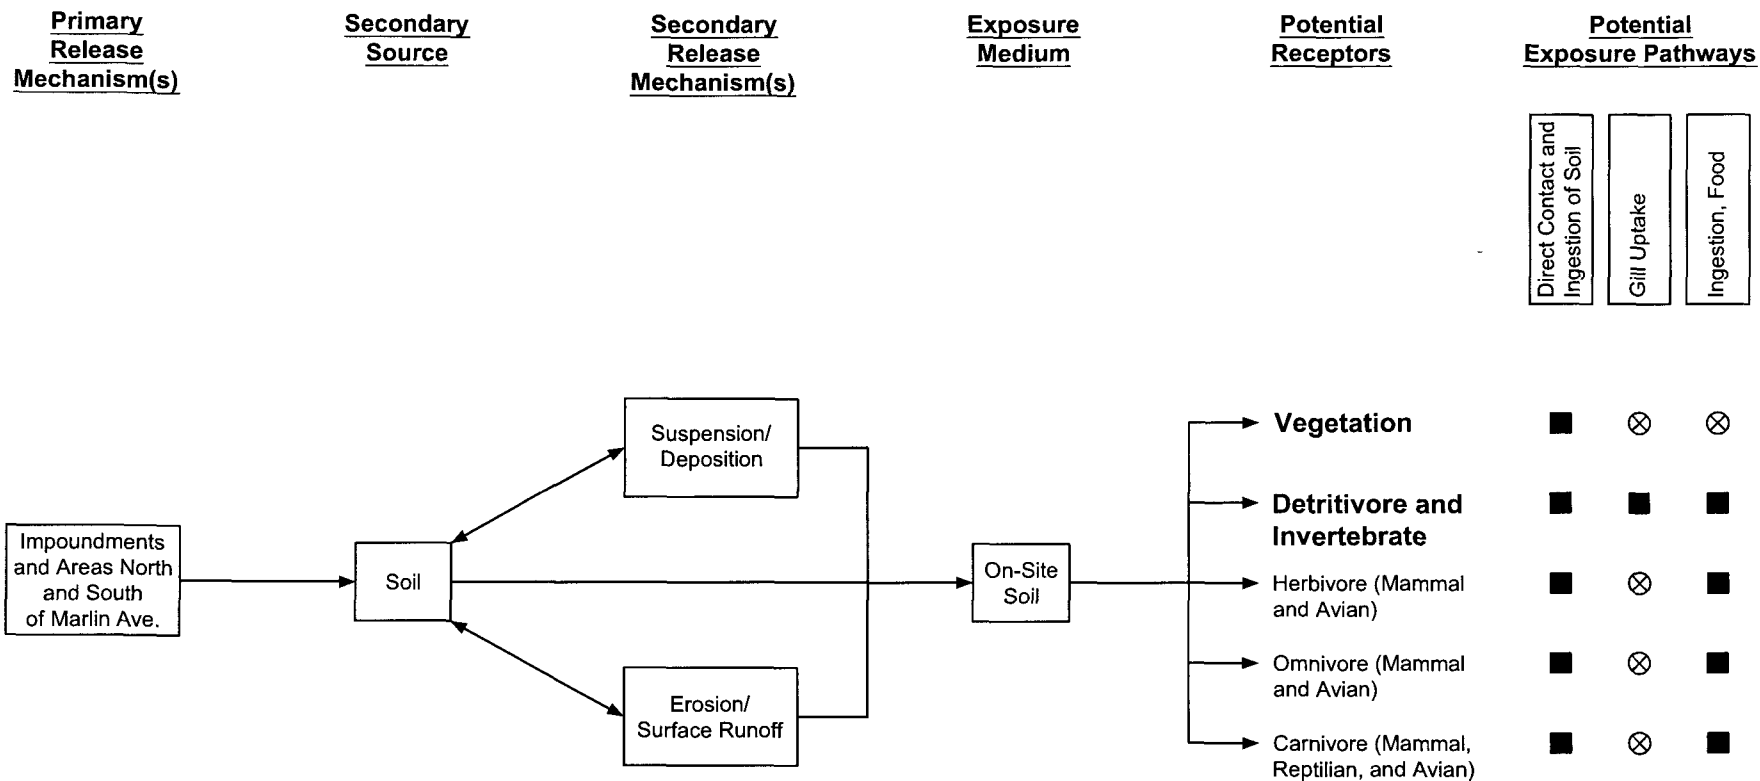 Primary
Release
Mechanism(s)
Secondary
Source
Secondary
Release
Mechanism(s)
Exposure
Medium
Potential
Receptors
Potential
Exposure Pathways
Direct Contact and
Ingestion of Soil
Gill Uptake
Ingestion, Food
Impoundments
and Areas North
and South
of Marlin Ave.
Soil
Suspension/
Deposition
Erosion/
Surface Runoff
On-Site
Soil
Vegetation
Detritivore and
Invertebrate
Herbivore (Mammal
and Avian)
Omnivore (Mammal
and Avian)
Carnivore (Mammal,
Reptilian, and Avian)